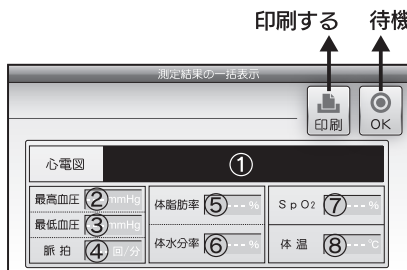 印刷する 待機
測定結果の一括表示
印刷 OK
心電図 ①
最高血圧 ② mmHg 体脂肪率 ⑤ --- % SpO2 ⑦ --- %
最低血圧 ③ mmHg
脈拍 ④ 回/分 体水分率 ⑥ --- % 体温 ⑧ --- ℃